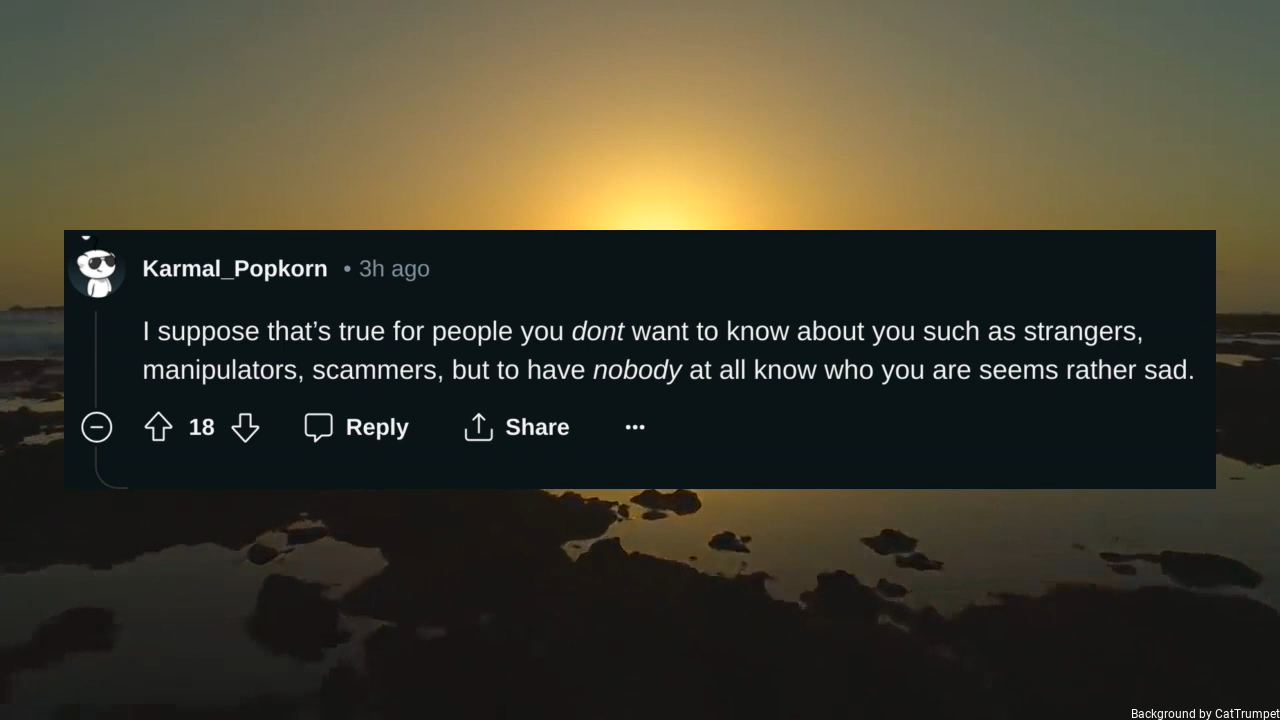 Karmal_Popkorn • 3h ago
I suppose that’s true for people you dont want to know about you such as strangers,
manipulators, scammers, but to have nobody at all know who you are seems rather sad.
18 Reply Share ···
Background by CatTrumpet